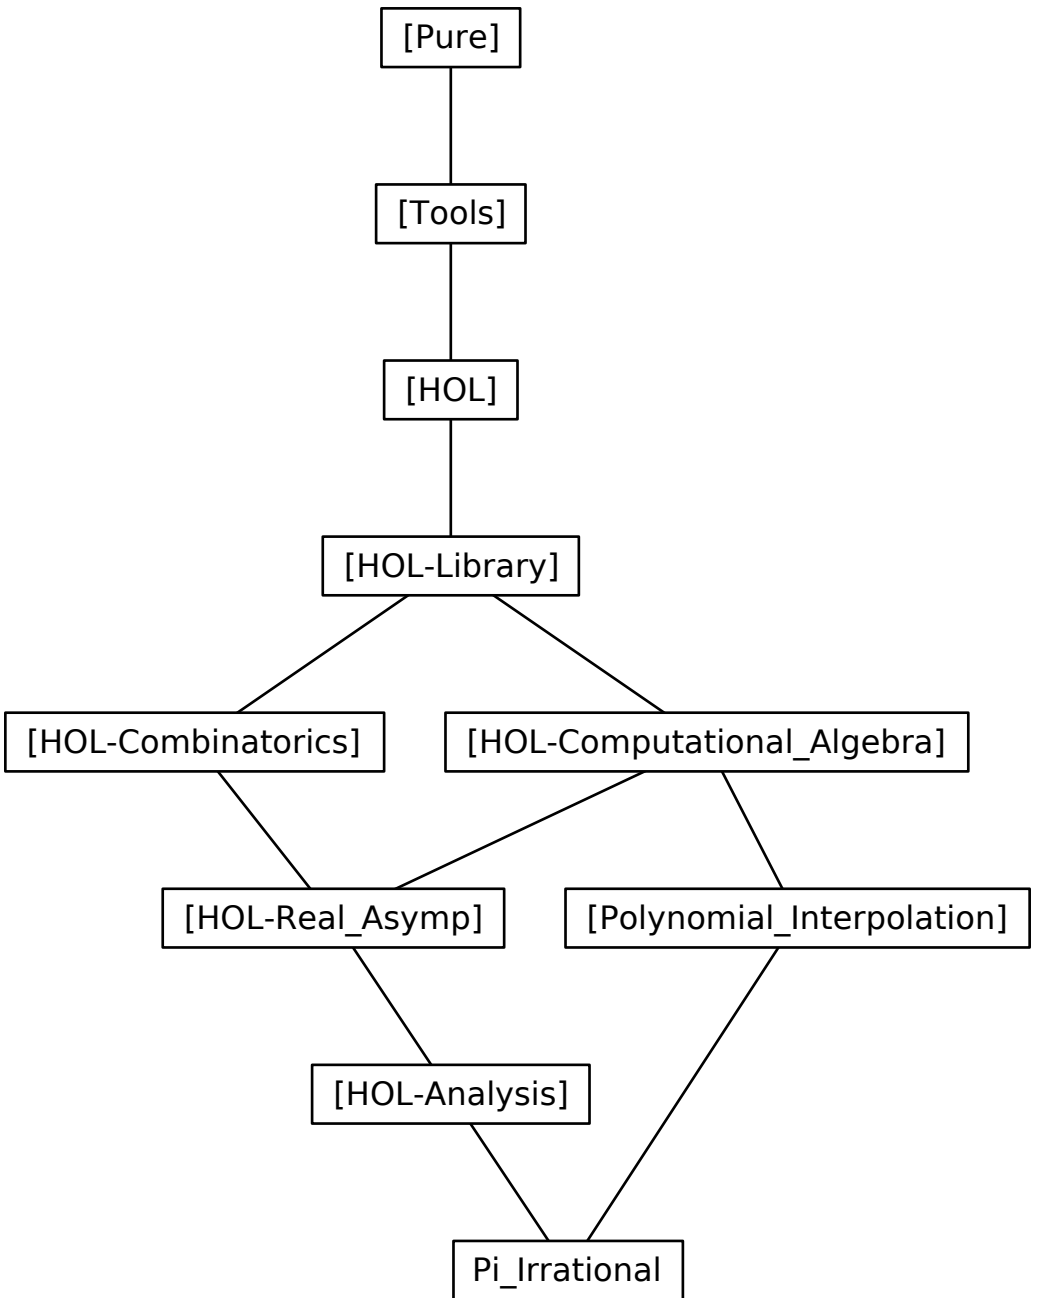 [Pure]
[Tools]
[HOL]
[HOL-Library]
[HOL-Combinatorics]
[HOL-Computational_Algebra]
[HOL-Real_Asymp]
[Polynomial_Interpolation]
[HOL-Analysis]
Pi_Irrational